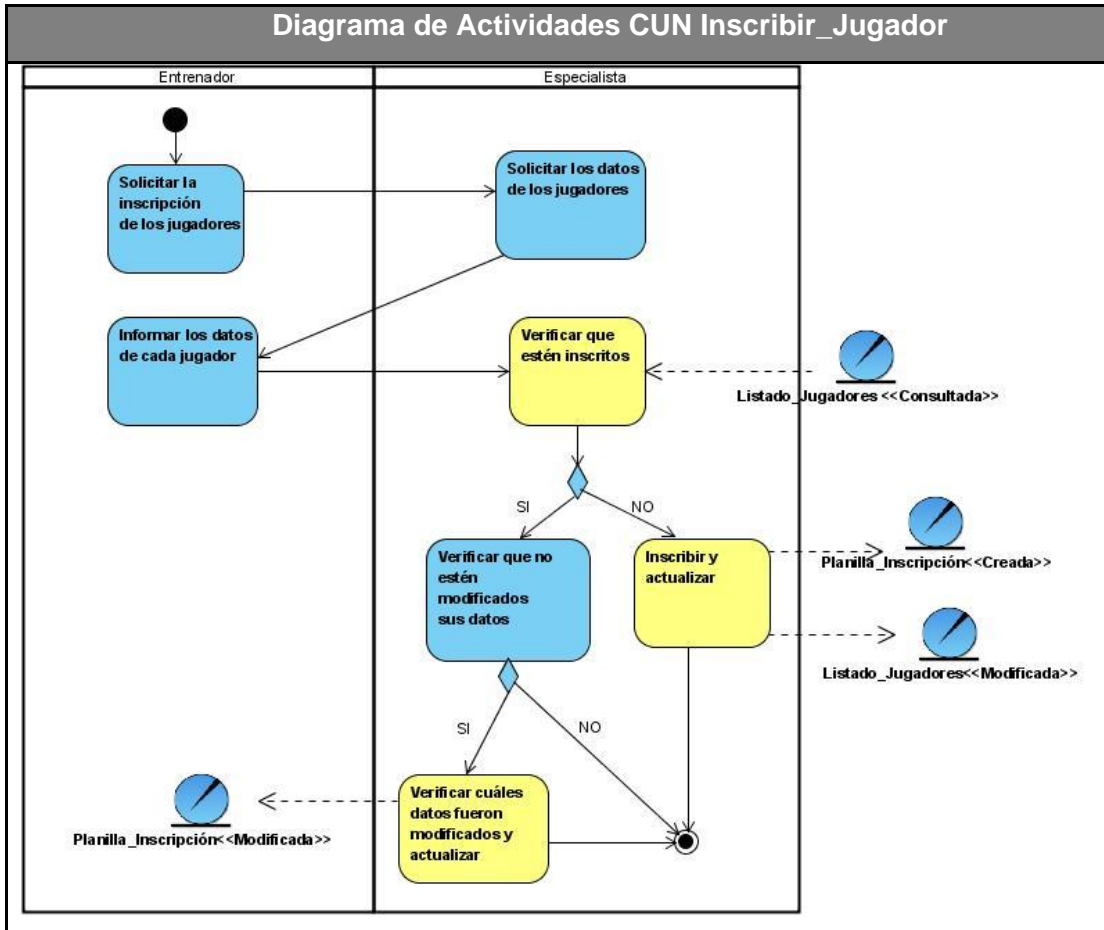 Diagrama de Actividades CUN Inscribir_Jugador
Entrenador
Especialista
Solicitar la
inscripción
de los jugadores
Solicitar los datos
de los jugadores
Informar los datos
de cada jugador
Verificar que
estén inscritos
Listado_Jugadores <<Consultada>>
SI
NO
Verificar que no
estén
modificados
sus datos
Inscribir y
actualizar
Planilla_Inscripción<<Creada>>
Listado_Jugadores<<Modificada>>
SI
NO
Verificar cuáles
datos fueron
modificados y
actualizar
Planilla_Inscripción<<Modificada>>